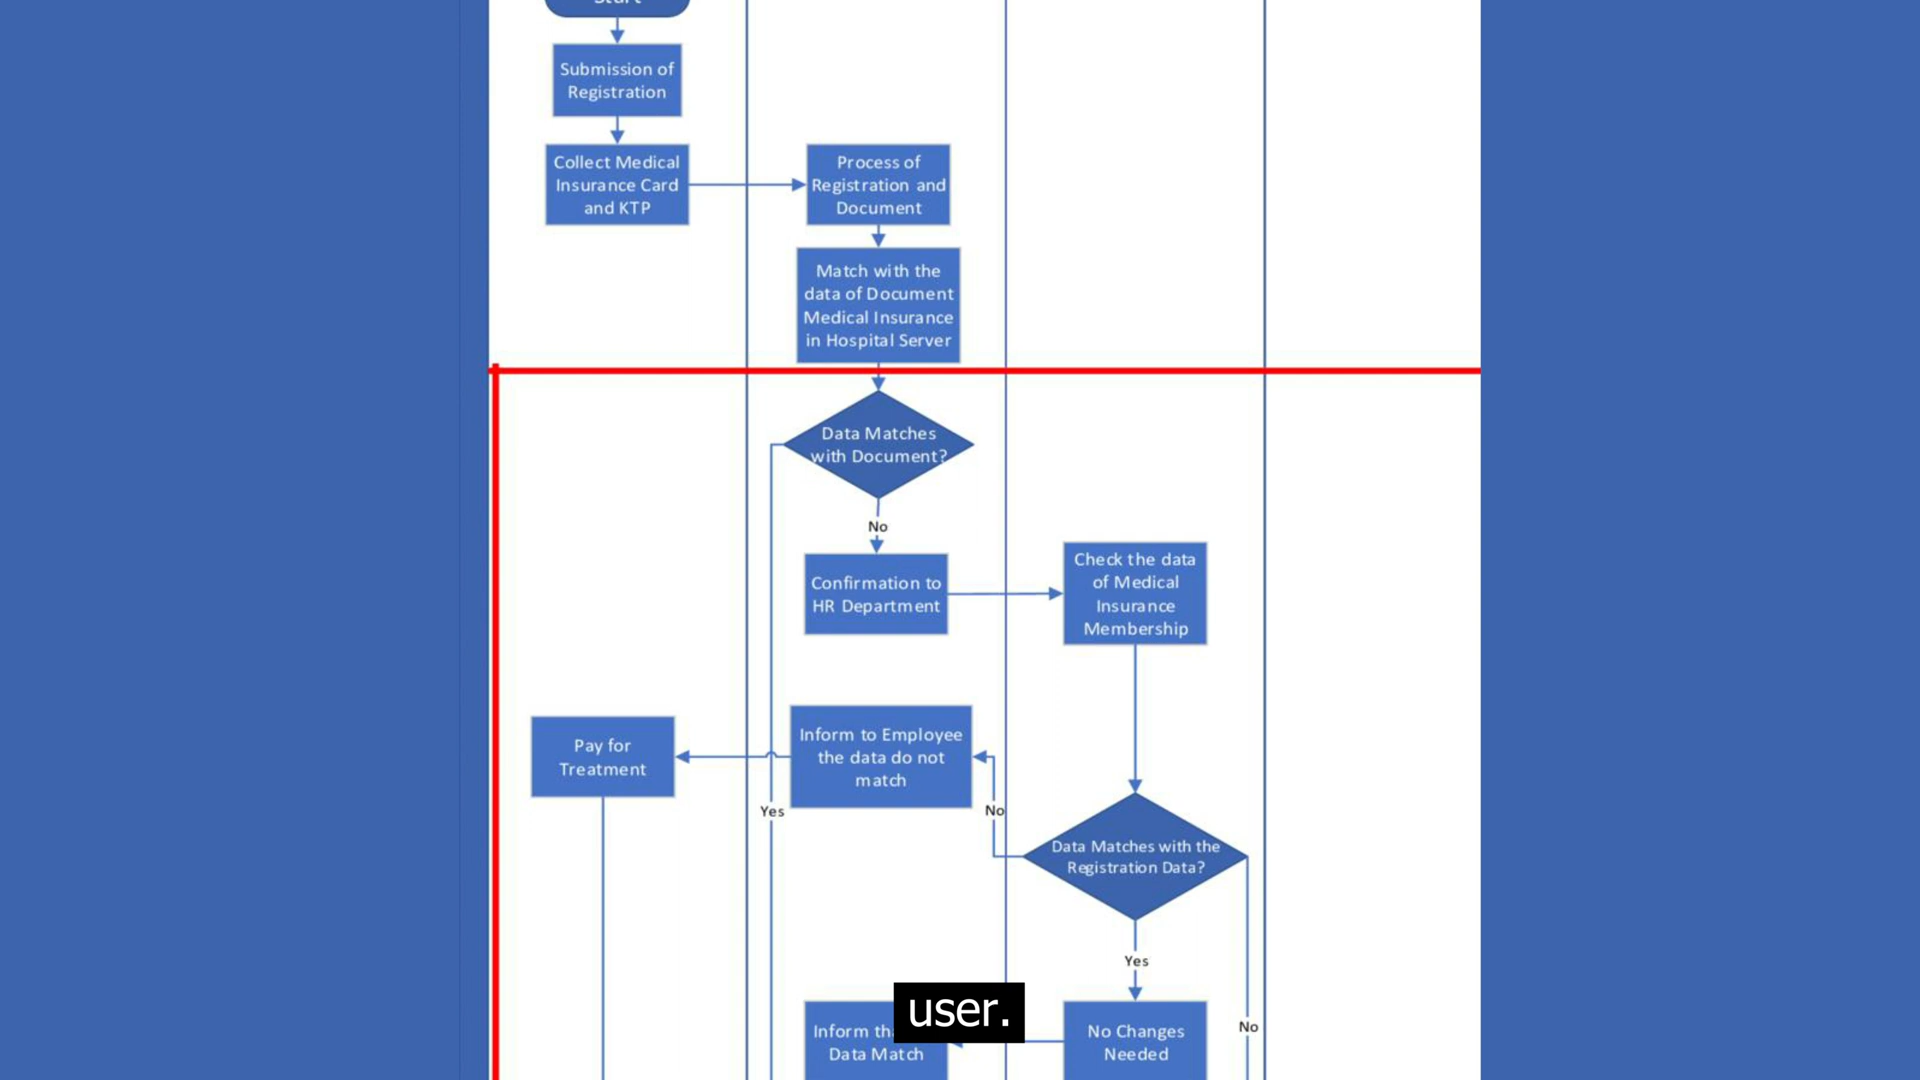 Start
Submission of
Registration
Collect Medical
Insurance Card
and KTP
Process of
Registration and
Document
Match with the
data of Document
Medical Insurance
in Hospital Server
Data Matches
with Document?
No
Confirmation to
HR Department
Check the data
of Medical
Insurance
Membership
Pay for
Treatment
Inform to Employee
the data do not
match
Yes
No
Data Matches with the
Registration Data?
Yes
Inform
Data Match
user.
No Changes
Needed
No